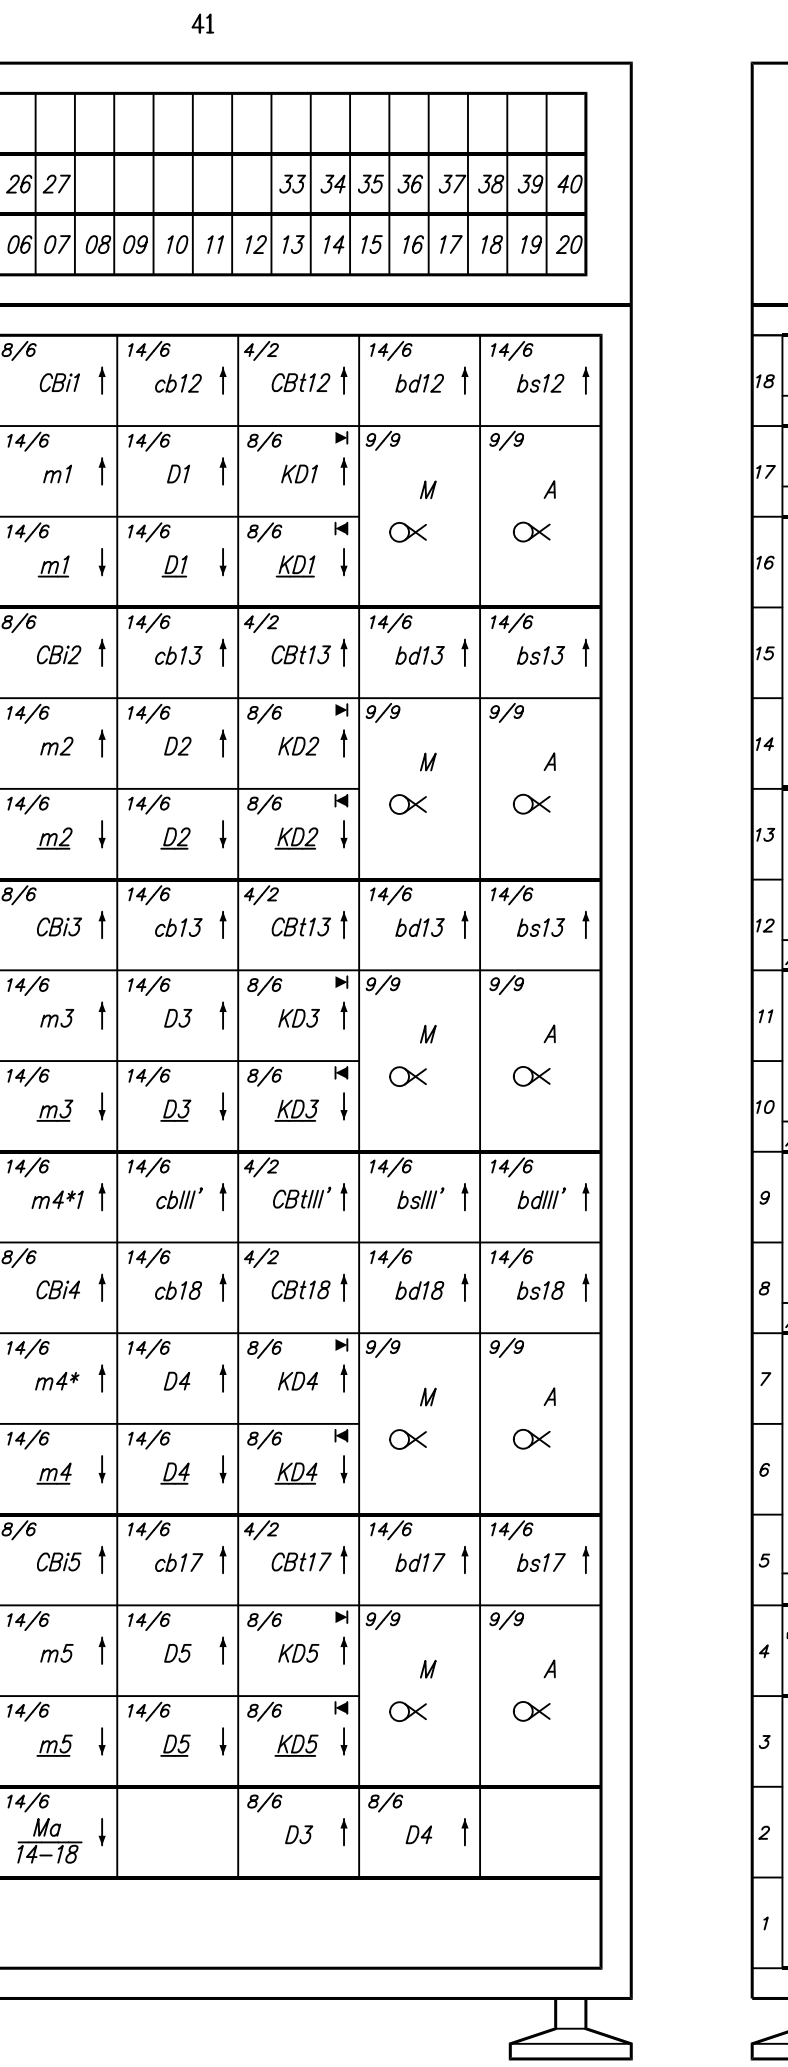 41
26 27 33 34 35 36 37 38 39 40
06 07 08 09 10 11 12 13 14 15 16 17 18 19 20
8/6 14/6 4/2 14/6 14/6
CBi1 cb12 CBt12 bd12 bs12
18
14/6 14/6 8/6 9/9 9/9
m1 D1 KD1
17
M A
14/6 14/6 8/6
m1 D1 KD1
16
8/6 14/6 4/2 14/6 14/6
CBi2 cb13 CBt13 bd13 bs13
15
14/6 14/6 8/6 9/9 9/9
m2 D2 KD2
14
M A
14/6 14/6 8/6
m2 D2 KD2
13
8/6 14/6 4/2 14/6 14/6
CBi3 cb13 CBt13 bd13 bs13
12
14/6 14/6 8/6 9/9 9/9
m3 D3 KD3
11
M A
14/6 14/6 8/6
m3 D3 KD3
10
14/6 14/6 4/2 14/6 14/6
m4*1 cbIII' CBtIII' bsIII' bdIII'
9
8/6 14/6 4/2 14/6 14/6
CBi4 cb18 CBt18 bd18 bs18
8
14/6 14/6 8/6 9/9 9/9
m4* D4 KD4
7
M A
14/6 14/6 8/6
m4 D4 KD4
6
8/6 14/6 4/2 14/6 14/6
CBi5 cb17 CBt17 bd17 bs17
5
14/6 14/6 8/6 9/9 9/9
m5 D5 KD5
4
M A
14/6 14/6 8/6
m5 D5 KD5
3
14/6 8/6 8/6
Ma D3 D4
14-18
2
1